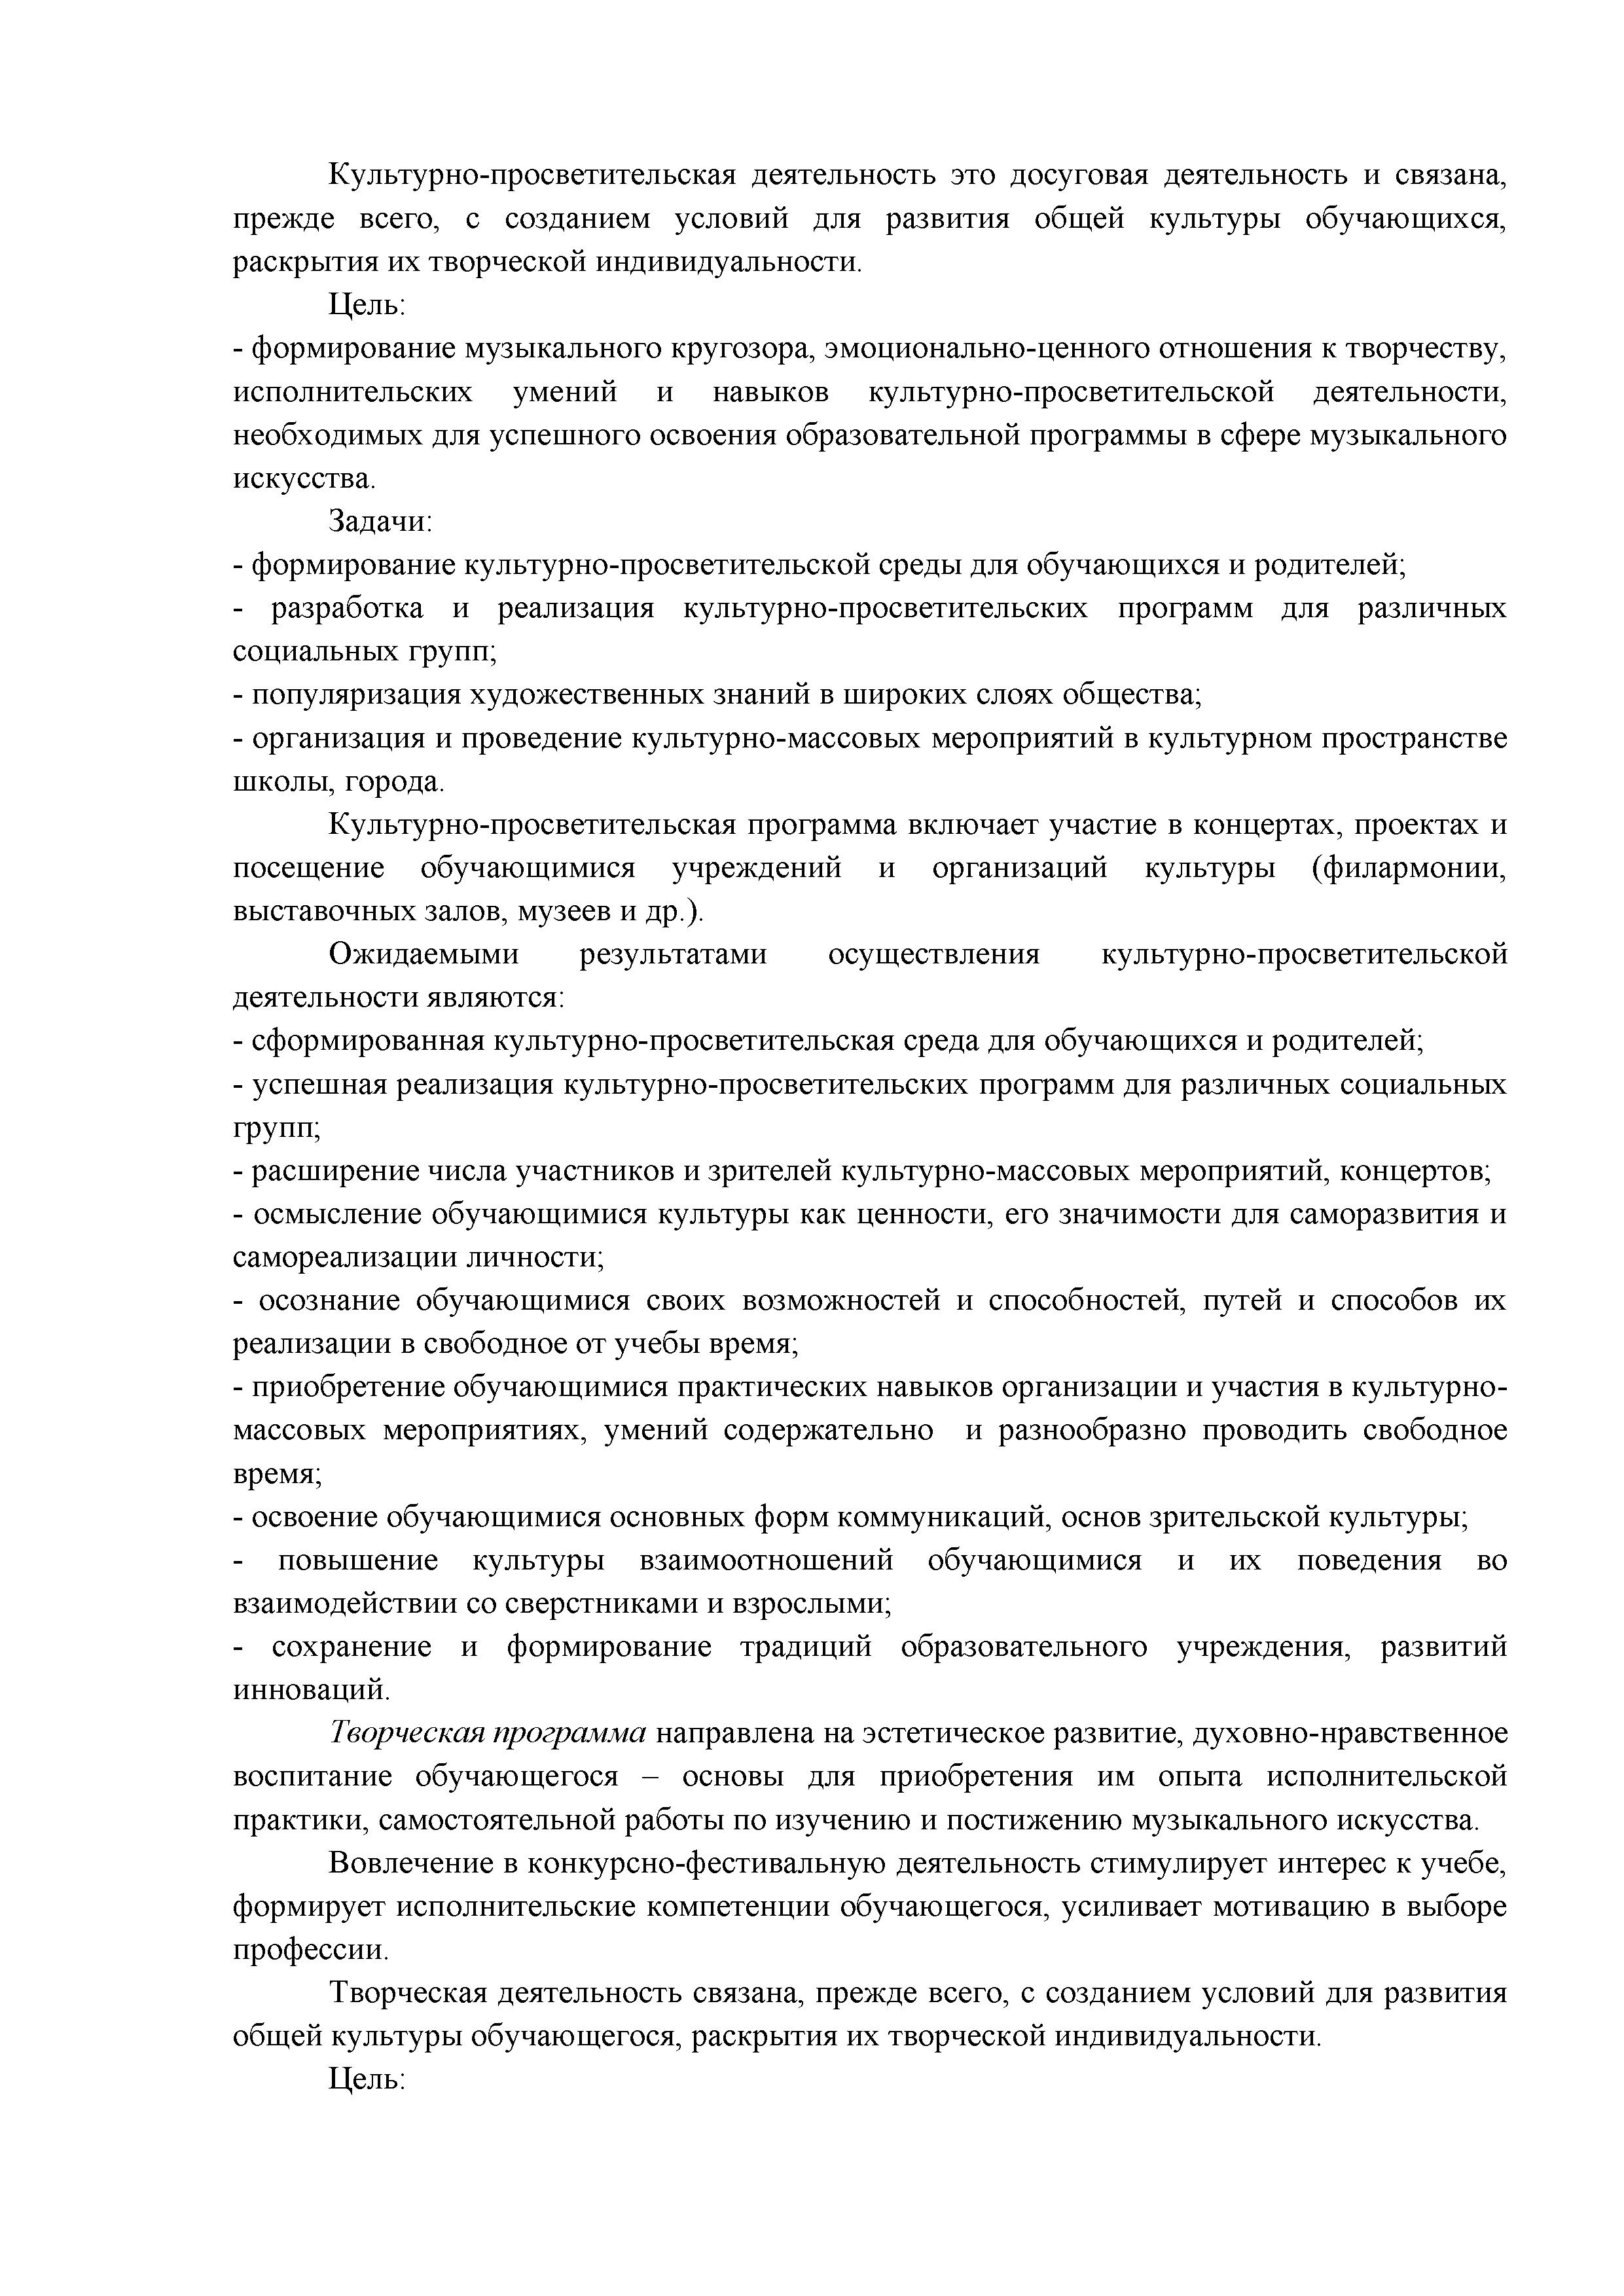 Культурно-просветительская деятельность это досуговая деятельность и связана,
прежде всего, с созданием условий для развития общей культуры обучающихся,
раскрытия их творческой индивидуальности.
Цель:
- формирование музыкального кругозора, эмоционально-ценного отношения к творчеству,
исполнительских умений и навыков культурно-просветительской деятельности,
необходимых для успешного освоения образовательной программы в сфере музыкального
искусства.
Задачи:
- формирование культурно-просветительской среды для обучающихся и родителей;
- разработка и реализация культурно-просветительских программ для различных
социальных групп;
- популяризация художественных знаний в широких слоях общества;
- организация и проведение культурно-массовых мероприятий в культурном пространстве
школы, города.
Культурно-просветительская программа включает участие в концертах, проектах и
посещение обучающимися учреждений и организаций культуры (филармонии,
выставочных залов, музеев и др.).
Ожидаемыми результатами осуществления культурно-просветительской
деятельности являются:
- сформированная культурно-просветительская среда для обучающихся и родителей;
- успешная реализация культурно-просветительских программ для различных социальных
групп;
- расширение числа участников и зрителей культурно-массовых мероприятий, концертов;
- осмысление обучающимися культуры как ценности, его значимости для саморазвития и
самореализации личности;
- осознание обучающимися своих возможностей и способностей, путей и способов их
реализации в свободное от учебы время;
- приобретение обучающимися практических навыков организации и участия в культурно-
массовых мероприятиях, умений содержательно и разнообразно проводить свободное
время;
- освоение обучающимися основных форм коммуникаций, основ зрительской культуры;
- повышение культуры взаимоотношений обучающимися и их поведения во
взаимодействии со сверстниками и взрослыми;
- сохранение и формирование традиций образовательного учреждения, развитий
инноваций.
Творческая программа направлена на эстетическое развитие, духовно-нравственное
воспитание обучающегося – основы для приобретения им опыта исполнительской
практики, самостоятельной работы по изучению и постижению музыкального искусства.
Вовлечение в конкурсно-фестивальную деятельность стимулирует интерес к учебе,
формирует исполнительские компетенции обучающегося, усиливает мотивацию в выборе
профессии.
Творческая деятельность связана, прежде всего, с созданием условий для развития
общей культуры обучающегося, раскрытия их творческой индивидуальности.
Цель: